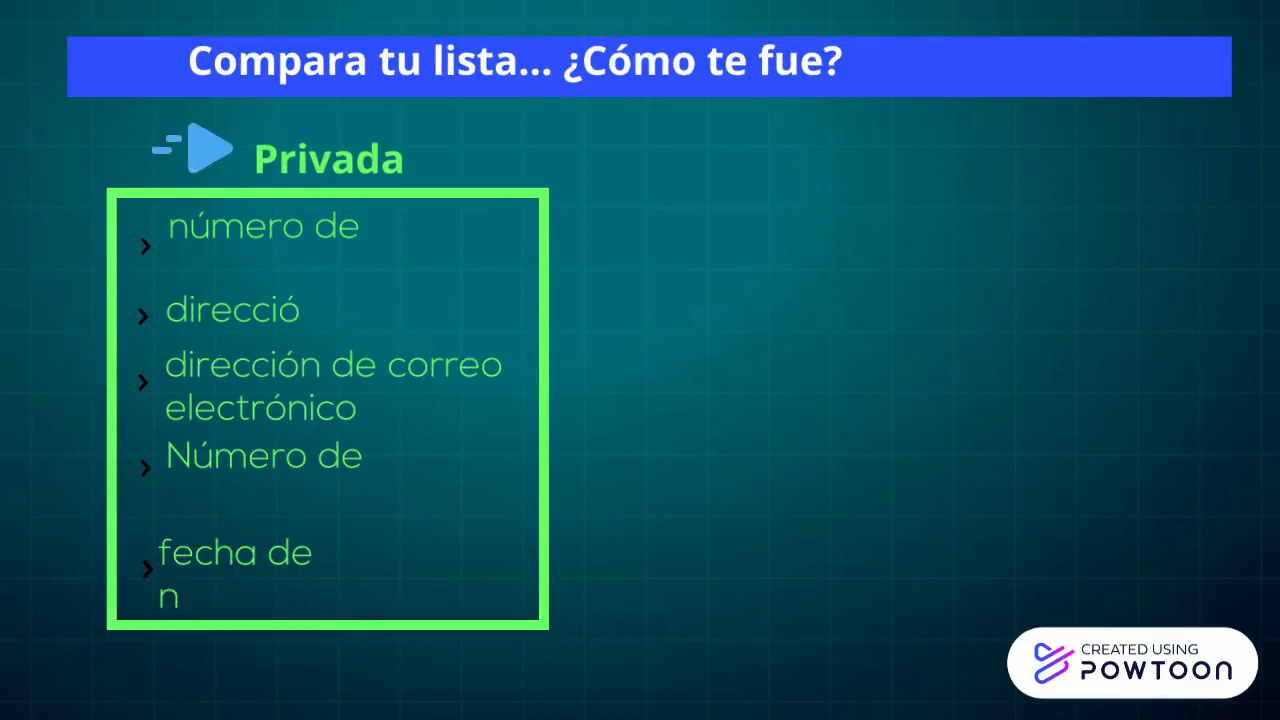 Compara tu lista... ¿Cómo te fue?
Privada
número de
direcció
dirección de correo
electrónico
Número de
fecha de
n
CREATED USING
POWTOON